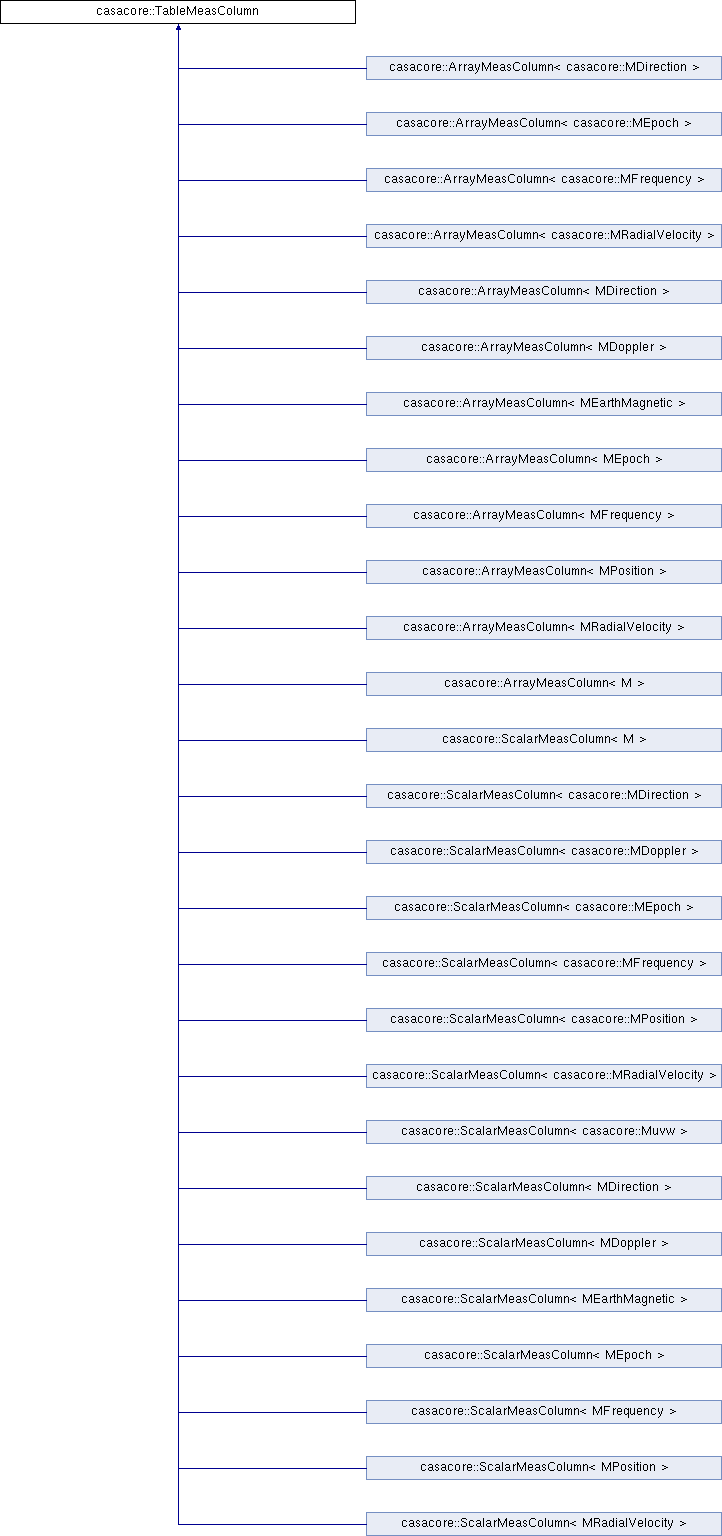 casacore::TableMeasColumn
casacore::ArrayMeasColumn< casacore::MDirection >
casacore::ArrayMeasColumn< casacore::MEpoch >
casacore::ArrayMeasColumn< casacore::MFrequency >
casacore::ArrayMeasColumn< casacore::MRadialVelocity >
casacore::ArrayMeasColumn< MDirection >
casacore::ArrayMeasColumn< MDoppler >
casacore::ArrayMeasColumn< MEarthMagnetic >
casacore::ArrayMeasColumn< MEpoch >
casacore::ArrayMeasColumn< MFrequency >
casacore::ArrayMeasColumn< MPosition >
casacore::ArrayMeasColumn< MRadialVelocity >
casacore::ArrayMeasColumn< M >
casacore::ScalarMeasColumn< M >
casacore::ScalarMeasColumn< casacore::MDirection >
casacore::ScalarMeasColumn< casacore::MDoppler >
casacore::ScalarMeasColumn< casacore::MEpoch >
casacore::ScalarMeasColumn< casacore::MFrequency >
casacore::ScalarMeasColumn< casacore::MPosition >
casacore::ScalarMeasColumn< casacore::MRadialVelocity >
casacore::ScalarMeasColumn< casacore::Muvw >
casacore::ScalarMeasColumn< MDirection >
casacore::ScalarMeasColumn< MDoppler >
casacore::ScalarMeasColumn< MEarthMagnetic >
casacore::ScalarMeasColumn< MEpoch >
casacore::ScalarMeasColumn< MFrequency >
casacore::ScalarMeasColumn< MPosition >
casacore::ScalarMeasColumn< MRadialVelocity >